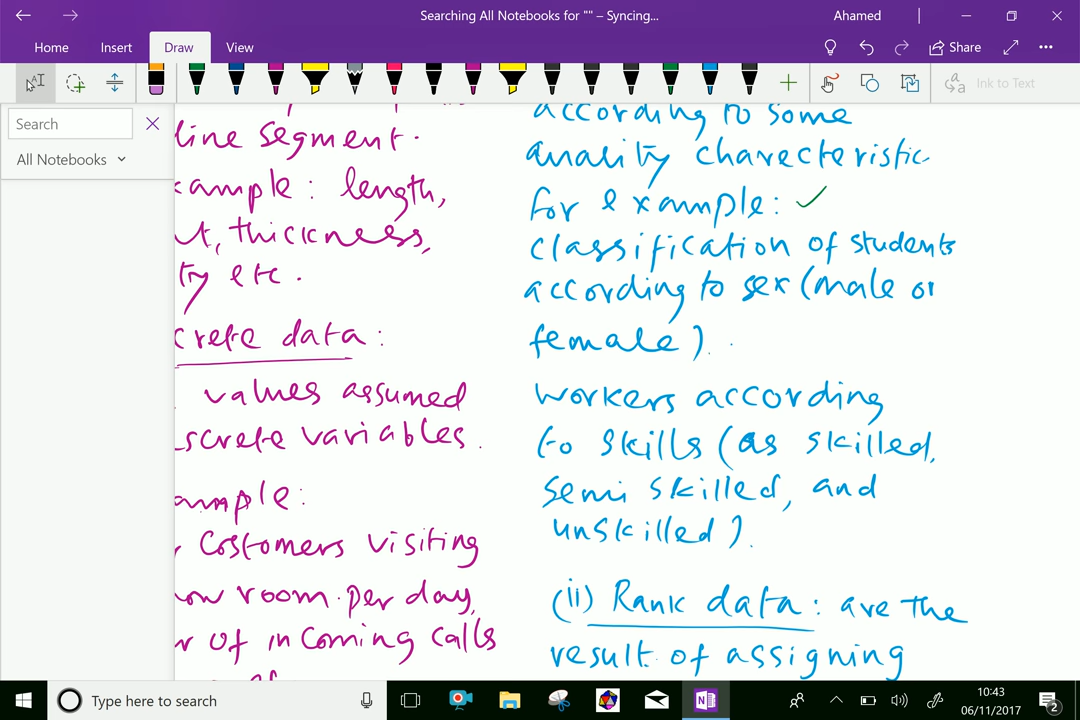 Searching All Notebooks for "" – Syncing...
Ahamed
Home
Insert
Draw
View
Share
Ink to Text
Search
All Notebooks
line segment.
xample: length,
thickness,
ty etc.
crete data:
values assumed
screte variables.
ample:
Costomers visiting
ow room. per day,
r of incoming calls
according to some
quality charecteristic
for example: ✓
classification of students
according to sex (male or
female).
workers according
to skills (as skilled,
semi skilled, and
unskilled).
(ii) Rank data: are the
result of assigning
Type here to search
10:43
06/11/2017
2